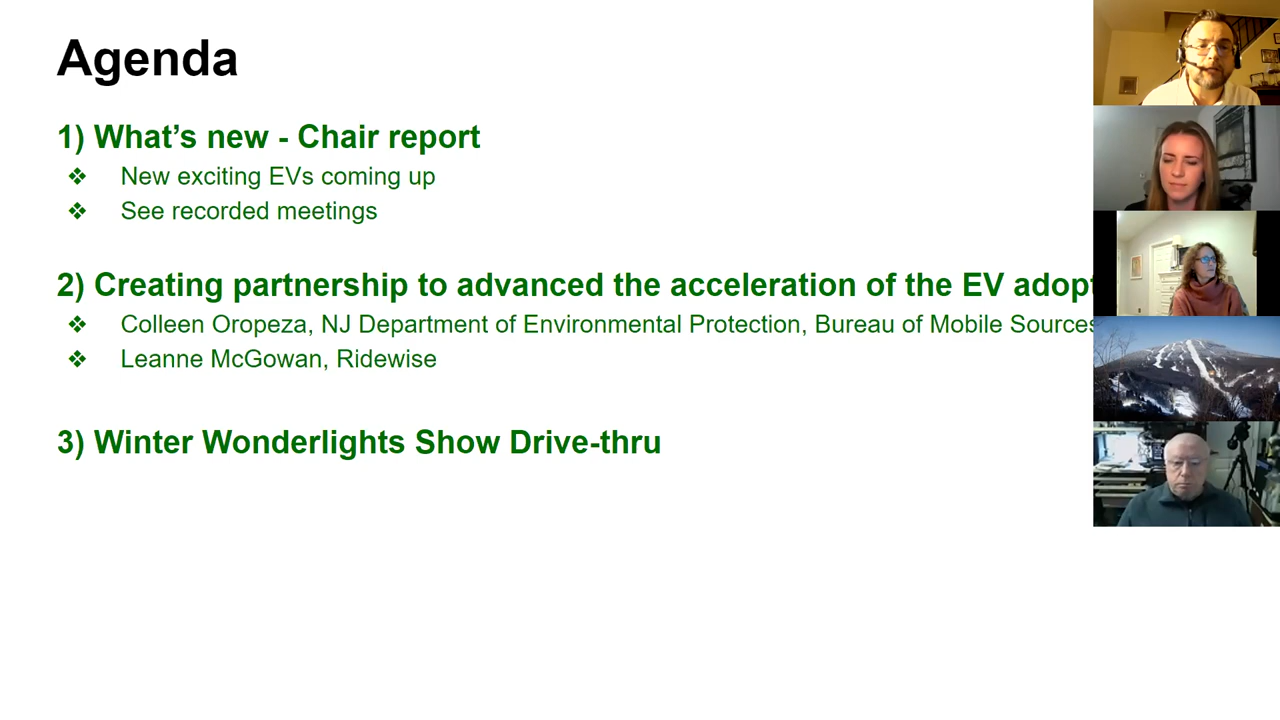 Agenda
1) What's new - Chair report
❖ New exciting EVs coming up
❖ See recorded meetings
2) Creating partnership to advanced the acceleration of the EV
❖ Colleen Oropeza, NJ Department of Environmental Protection, Bureau of Mobile Sources
❖ Leanne McGowan, Ridewise
3) Winter Wonderlights Show Drive-thru